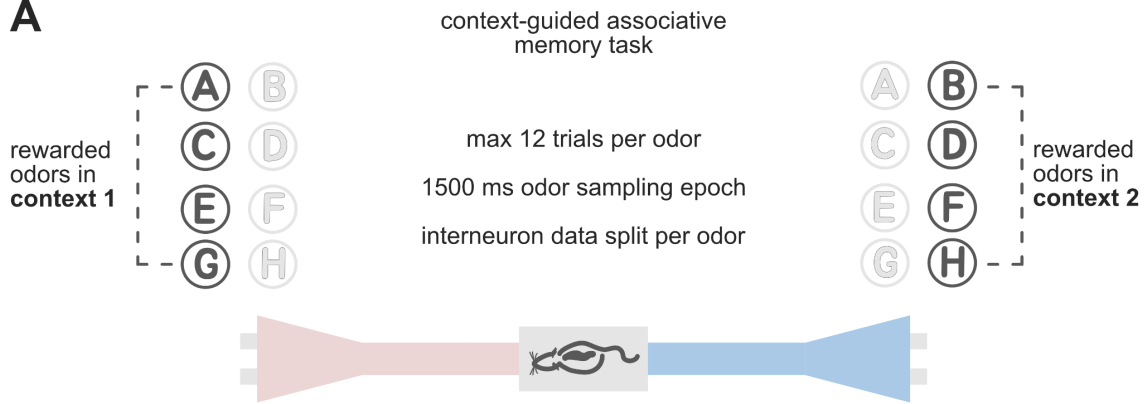 A
context-guided associative
memory task
A B
C D
E F
G H
rewarded
odors in
context 1
max 12 trials per odor
1500 ms odor sampling epoch
interneuron data split per odor
A B
C D
E F
G H
rewarded
odors in
context 2